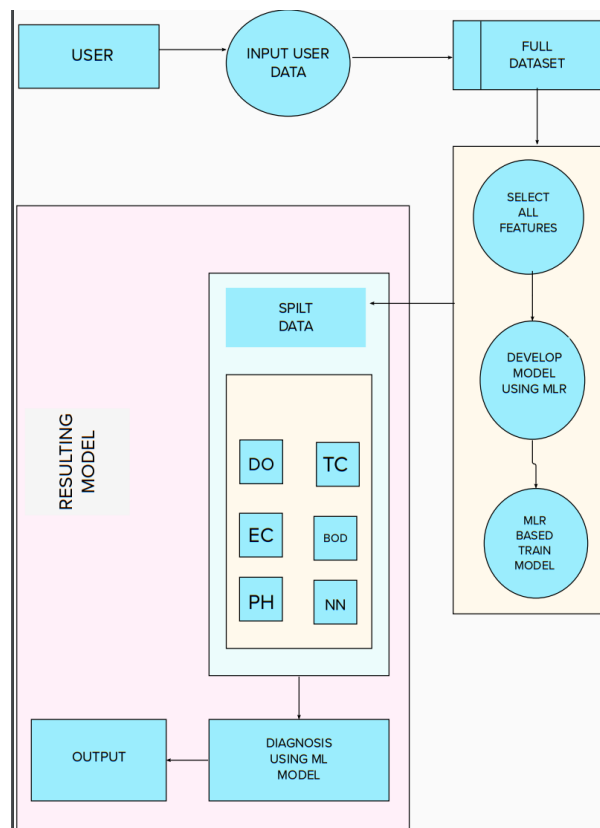 USER
INPUT USER
DATA
FULL
DATASET
SELECT
ALL
FEATURES
DEVELOP
MODEL
USING MLR
MLR
BASED
TRAIN
MODEL
SPILT
DATA
DO
TC
EC
BOD
PH
NN
RESULTING
MODEL
DIAGNOSIS
USING ML
MODEL
OUTPUT